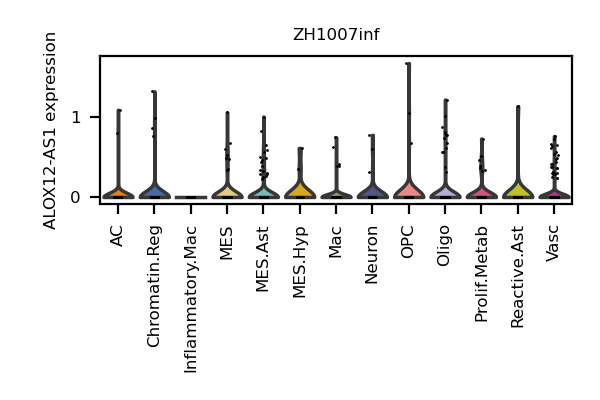 ZH1007inf
ALOX12-AS1 expression
1
0
AC
Chromatin.Reg
Inflammatory.Mac
MES
MES.Ast
MES.Hyp
Mac
Neuron
OPC
Oligo
Prolif.Metab
Reactive.Ast
Vasc